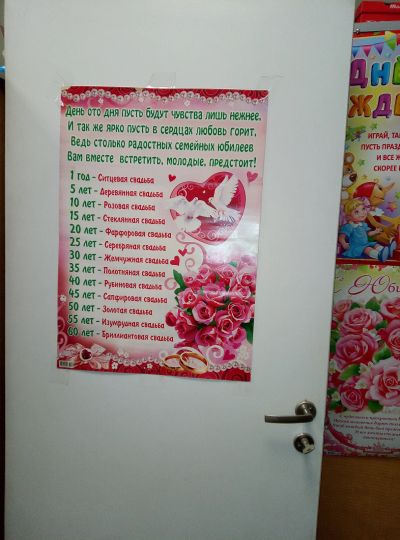 День ото дня пусть будут чувства лишь нежнее.
И так же ярко пусть в сердцах любовь горит,
Ведь столько радостных семейных юбилеев
Вам вместе встретить, молодые, предстоит!
1 год - Ситцевая свадьба
5 лет - Деревянная свадьба
10 лет - Розовая свадьба
15 лет - Стеклянная свадьба
20 лет - Фарфоровая свадьба
25 лет - Серебряная свадьба
30 лет - Жемчужная свадьба
35 лет - Полотняная свадьба
40 лет - Рубиновая свадьба
45 лет - Сапфировая свадьба
50 лет - Золотая свадьба
55 лет - Изумрудная свадьба
60 лет - Бриллиантовая свадьба
ДНЁ
ЖДЕ
ИГРАЙ, ТА
ПУСТЬ ПРАЗД
И ВСЕ
СКОРЕЕ
Юби